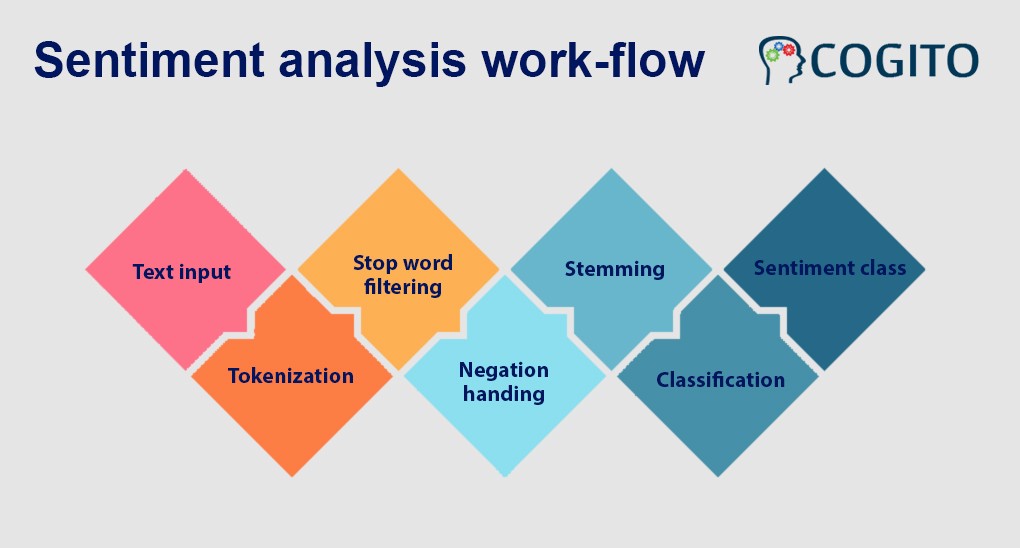 Sentiment analysis work-flow
COGITO
Text input
Tokenization
Stop word
filtering
Negation
handing
Stemming
Classification
Sentiment class